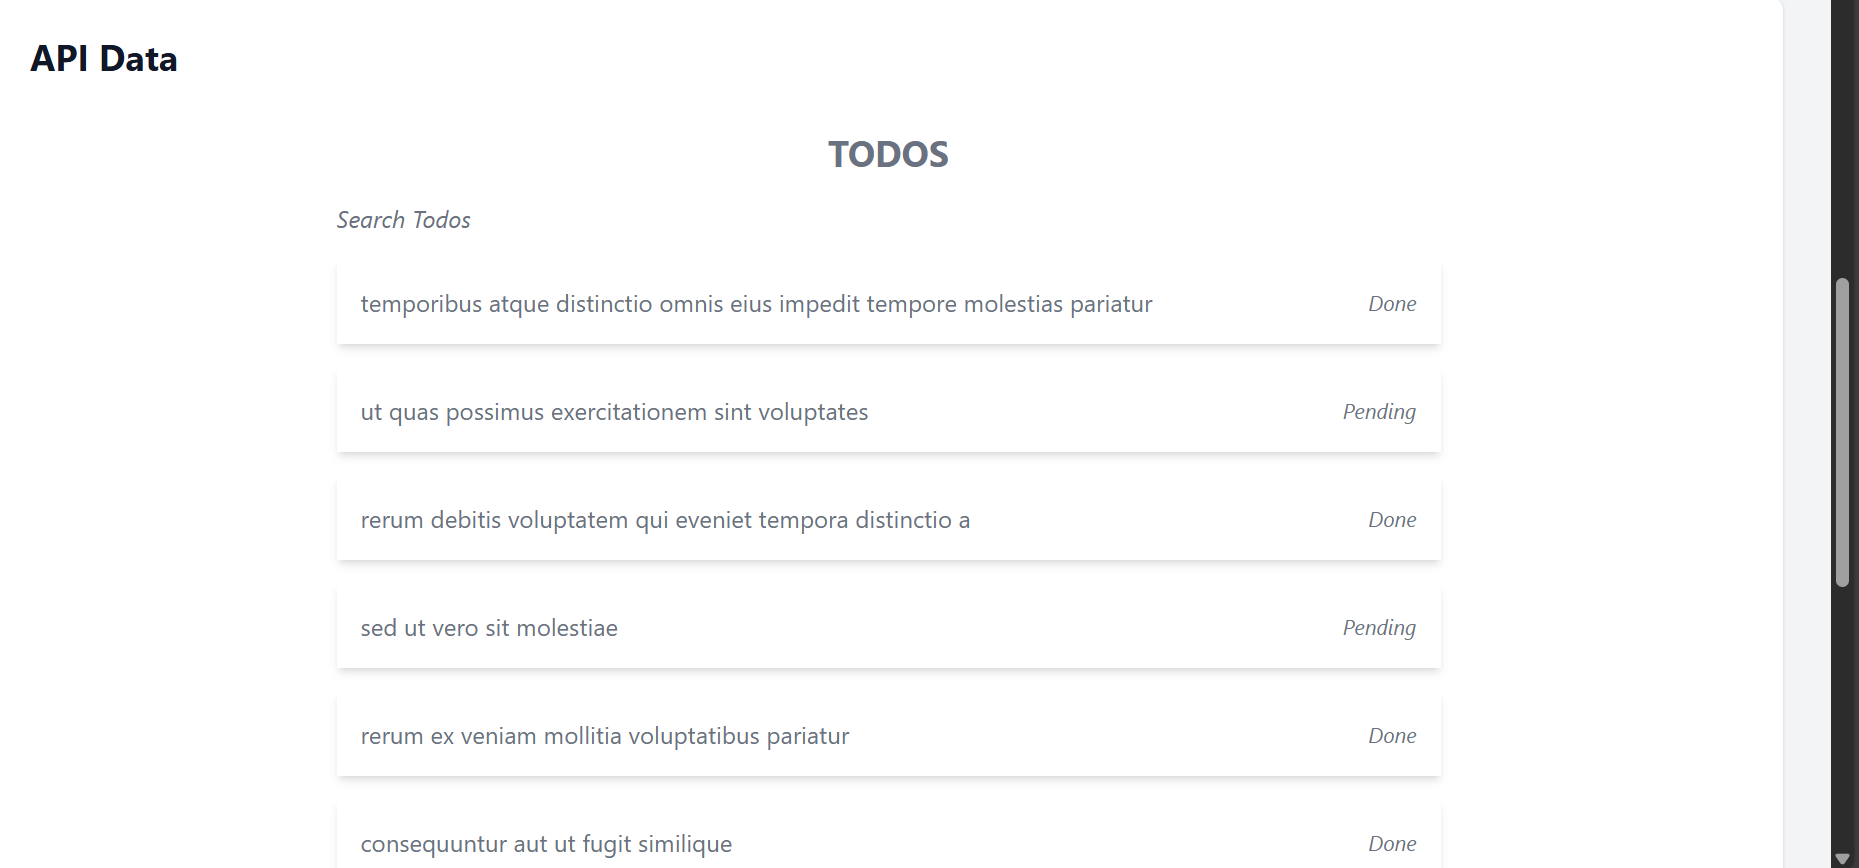 API Data
TODOS
Search Todos
temporibus atque distinctio omnis eius impedit tempore molestias pariatur Done
ut quas possimus exercitationem sint voluptates Pending
rerum debitis voluptatem qui eveniet tempora distinctio a Done
sed ut vero sit molestiae Pending
rerum ex veniam mollitia voluptatibus pariatur Done
consequuntur aut ut fugit similique Done